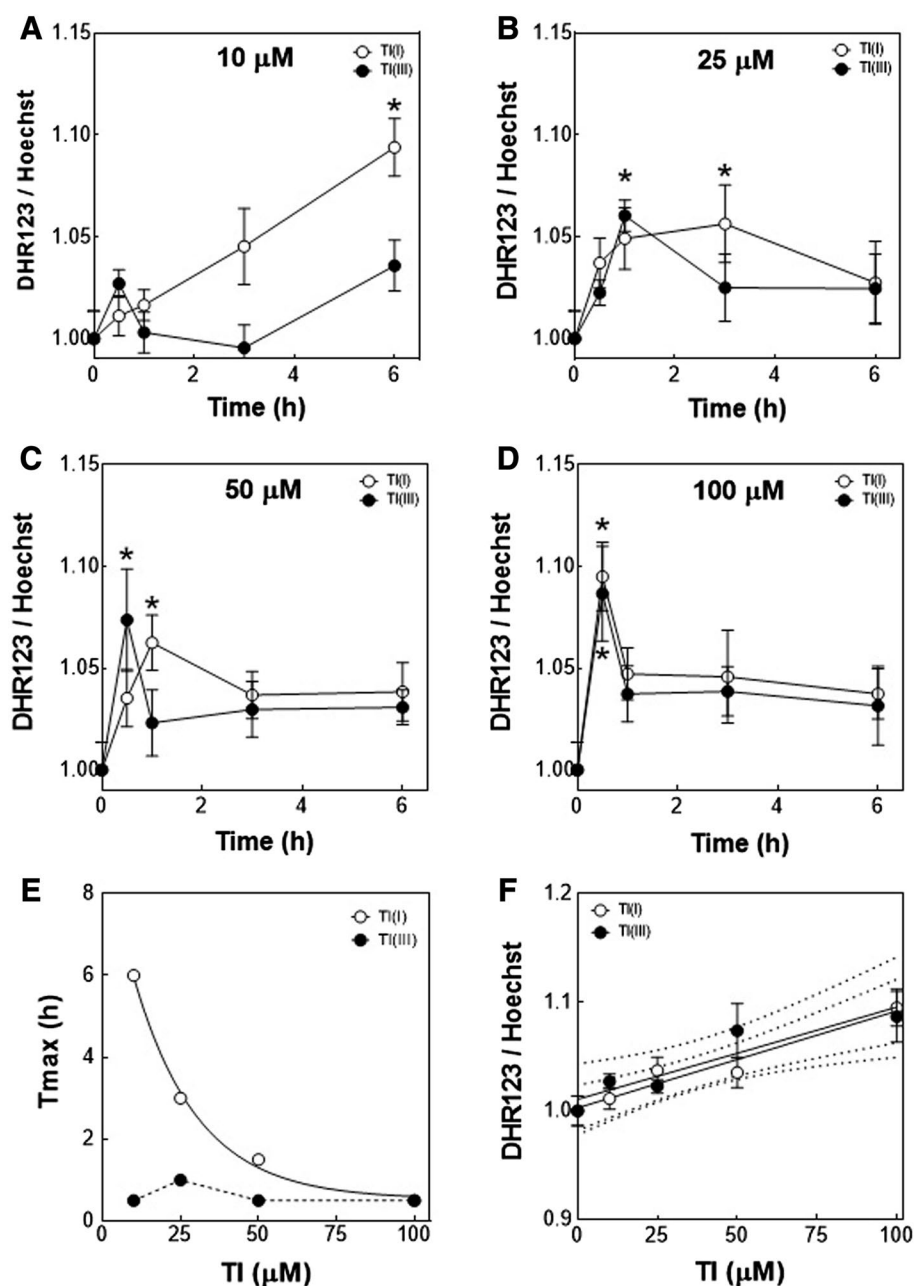 A
10 μM
Tl(I)
Tl(III)
DHR123 / Hoechst
1.15
1.10
1.05
1.00
*
0 2 4 6
Time (h)
B
25 μM
Tl(I)
Tl(III)
DHR123 / Hoechst
1.15
1.10
1.05
1.00
* *
0 2 4 6
Time (h)
C
50 μM
Tl(I)
Tl(III)
DHR123 / Hoechst
1.15
1.10
1.05
1.00
*
*
0 2 4 6
Time (h)
D
100 μM
Tl(I)
Tl(III)
DHR123 / Hoechst
1.15
1.10
1.05
1.00
*
*
0 2 4 6
Time (h)
E
Tl(I)
Tl(III)
Tmax (h)
8
6
4
2
0
0 25 50 75 100
Tl (μM)
F
Tl(I)
Tl(III)
DHR123 / Hoechst
1.2
1.1
1.0
0.9
0 25 50 75 100
Tl (μM)